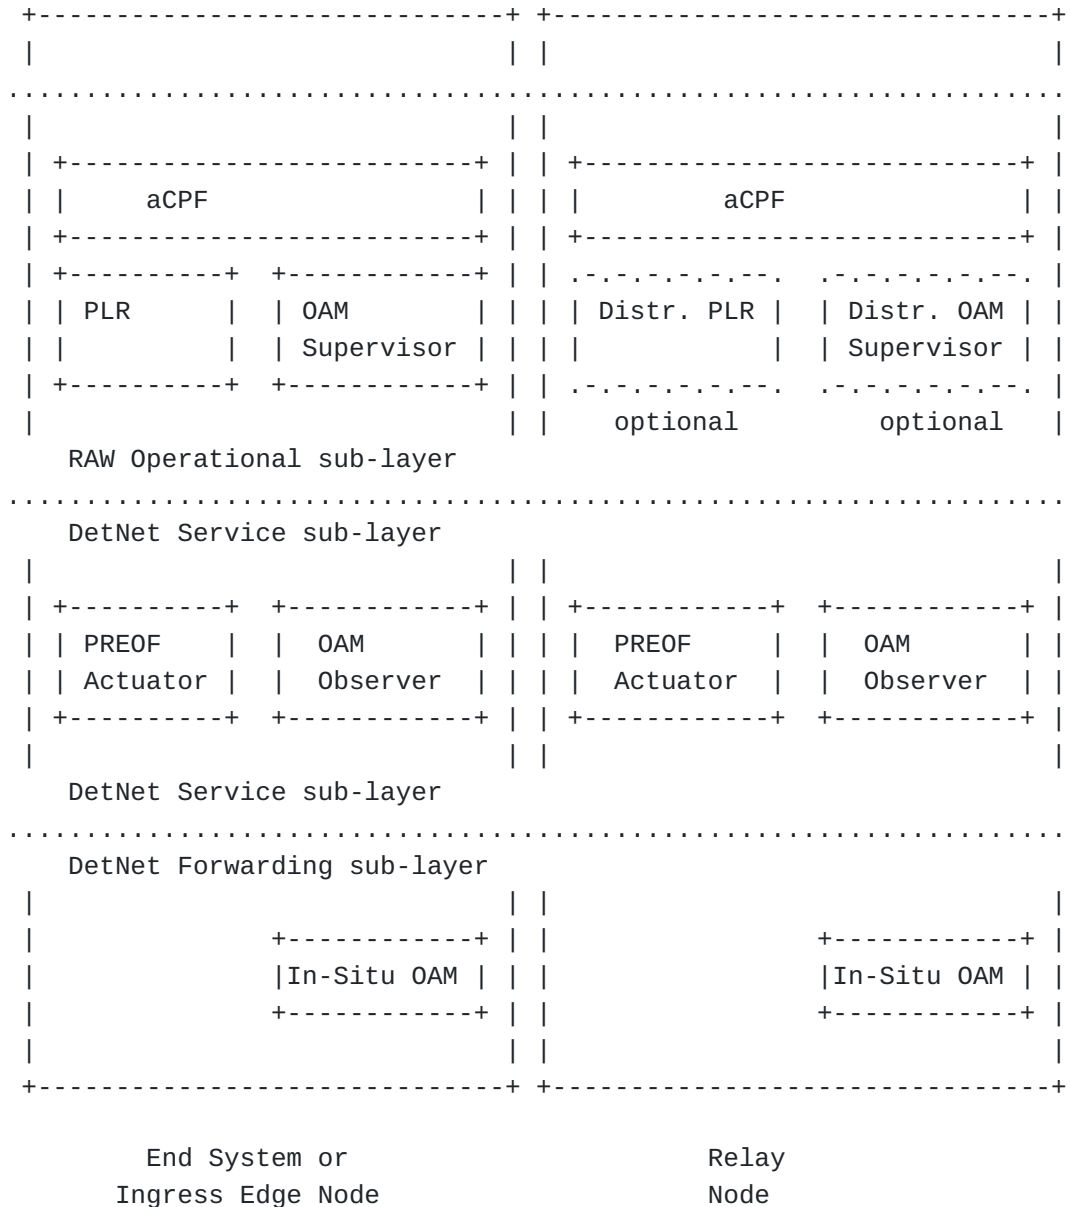 aCPF aCPF
PLR OAM Distr. PLR Distr. OAM
Supervisor Supervisor
optional optional
RAW Operational sub-layer
DetNet Service sub-layer
PREOF OAM PREOF OAM
Actuator Observer Actuator Observer
DetNet Service sub-layer
DetNet Forwarding sub-layer
In-Situ OAM In-Situ OAM
End System or Relay
Ingress Edge Node Node